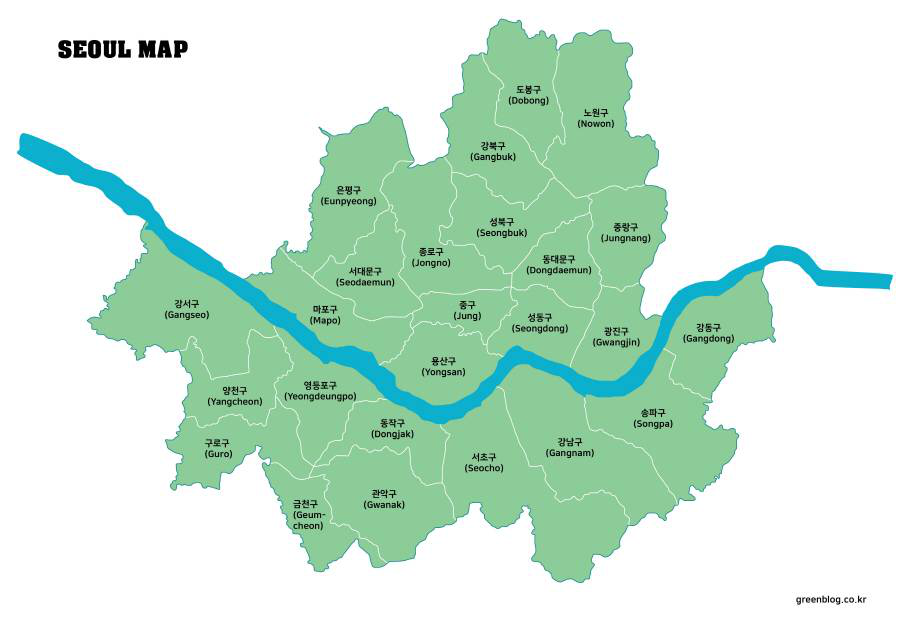 SEOUL MAP
도봉구
(Dobong)
노원구
(Nowon)
강북구
(Gangbuk)
은평구
(Eunpyeong)
성북구
(Seongbuk)
중랑구
(Jungnang)
종로구
(Jongno)
동대문구
(Dongdaemun)
서대문구
(Seodaemun)
강서구
(Gangseo)
마포구
(Mapo)
중구
(Jung)
성동구
(Seongdong)
광진구
(Gwangjin)
강동구
(Gangdong)
용산구
(Yongsan)
양천구
(Yangcheon)
영등포구
(Yeongdeungpo)
송파구
(Songpa)
동작구
(Dongjak)
구로구
(Guro)
서초구
(Seocho)
강남구
(Gangnam)
관악구
(Gwanak)
금천구
(Geum-
cheon)
greenblog.co.kr